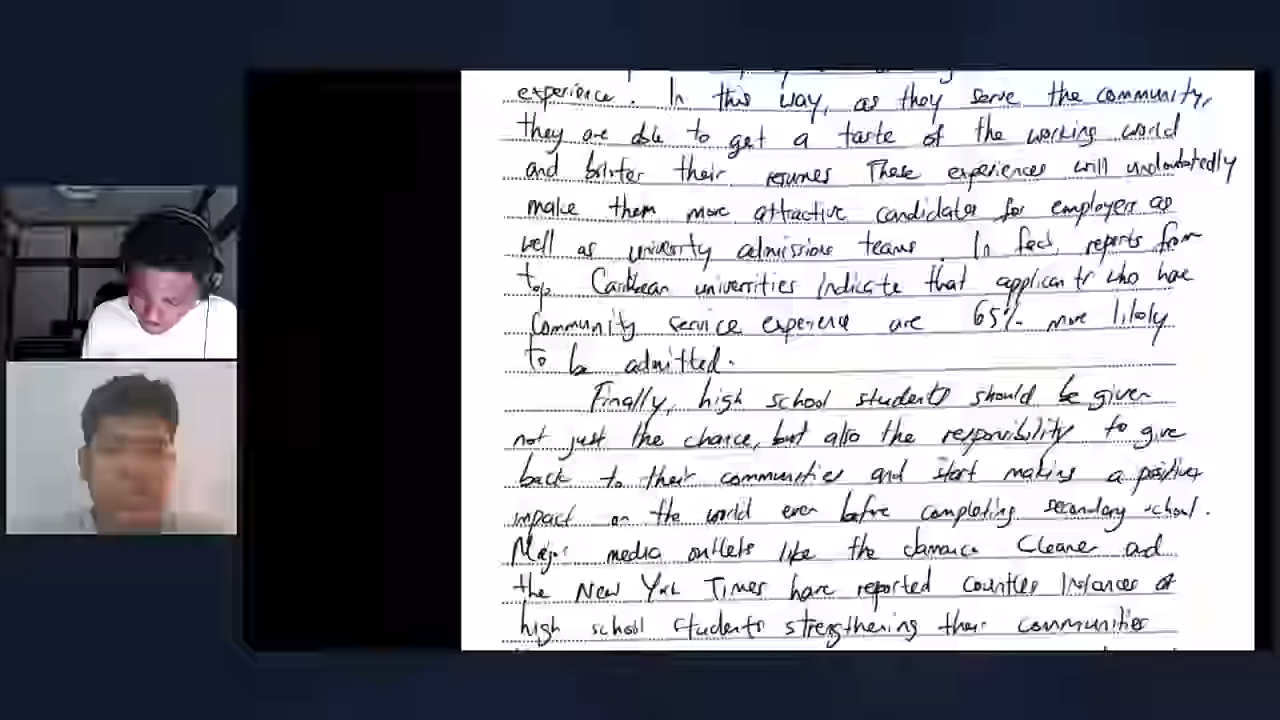 experience. In this way, as they serve the community,
they are able to get a taste of the working world
and bolster their resumes These experiences will undoubtedly
make them more attractive candidates for employers as
well as university admissions teams. In fact, reports from
top Caribbean universities indicate that applicants who have
Community service experience are 65% more likely
to be admitted.
Finally, high school students should be given
not just the chance, but also the responsibility to give
back to their communities and start making a positive
impact on the world even before completing secondary school.
Major media outlets like the Jamaica Gleaner and
the New York Times have reported countless instances of
high school students strengthening their communities